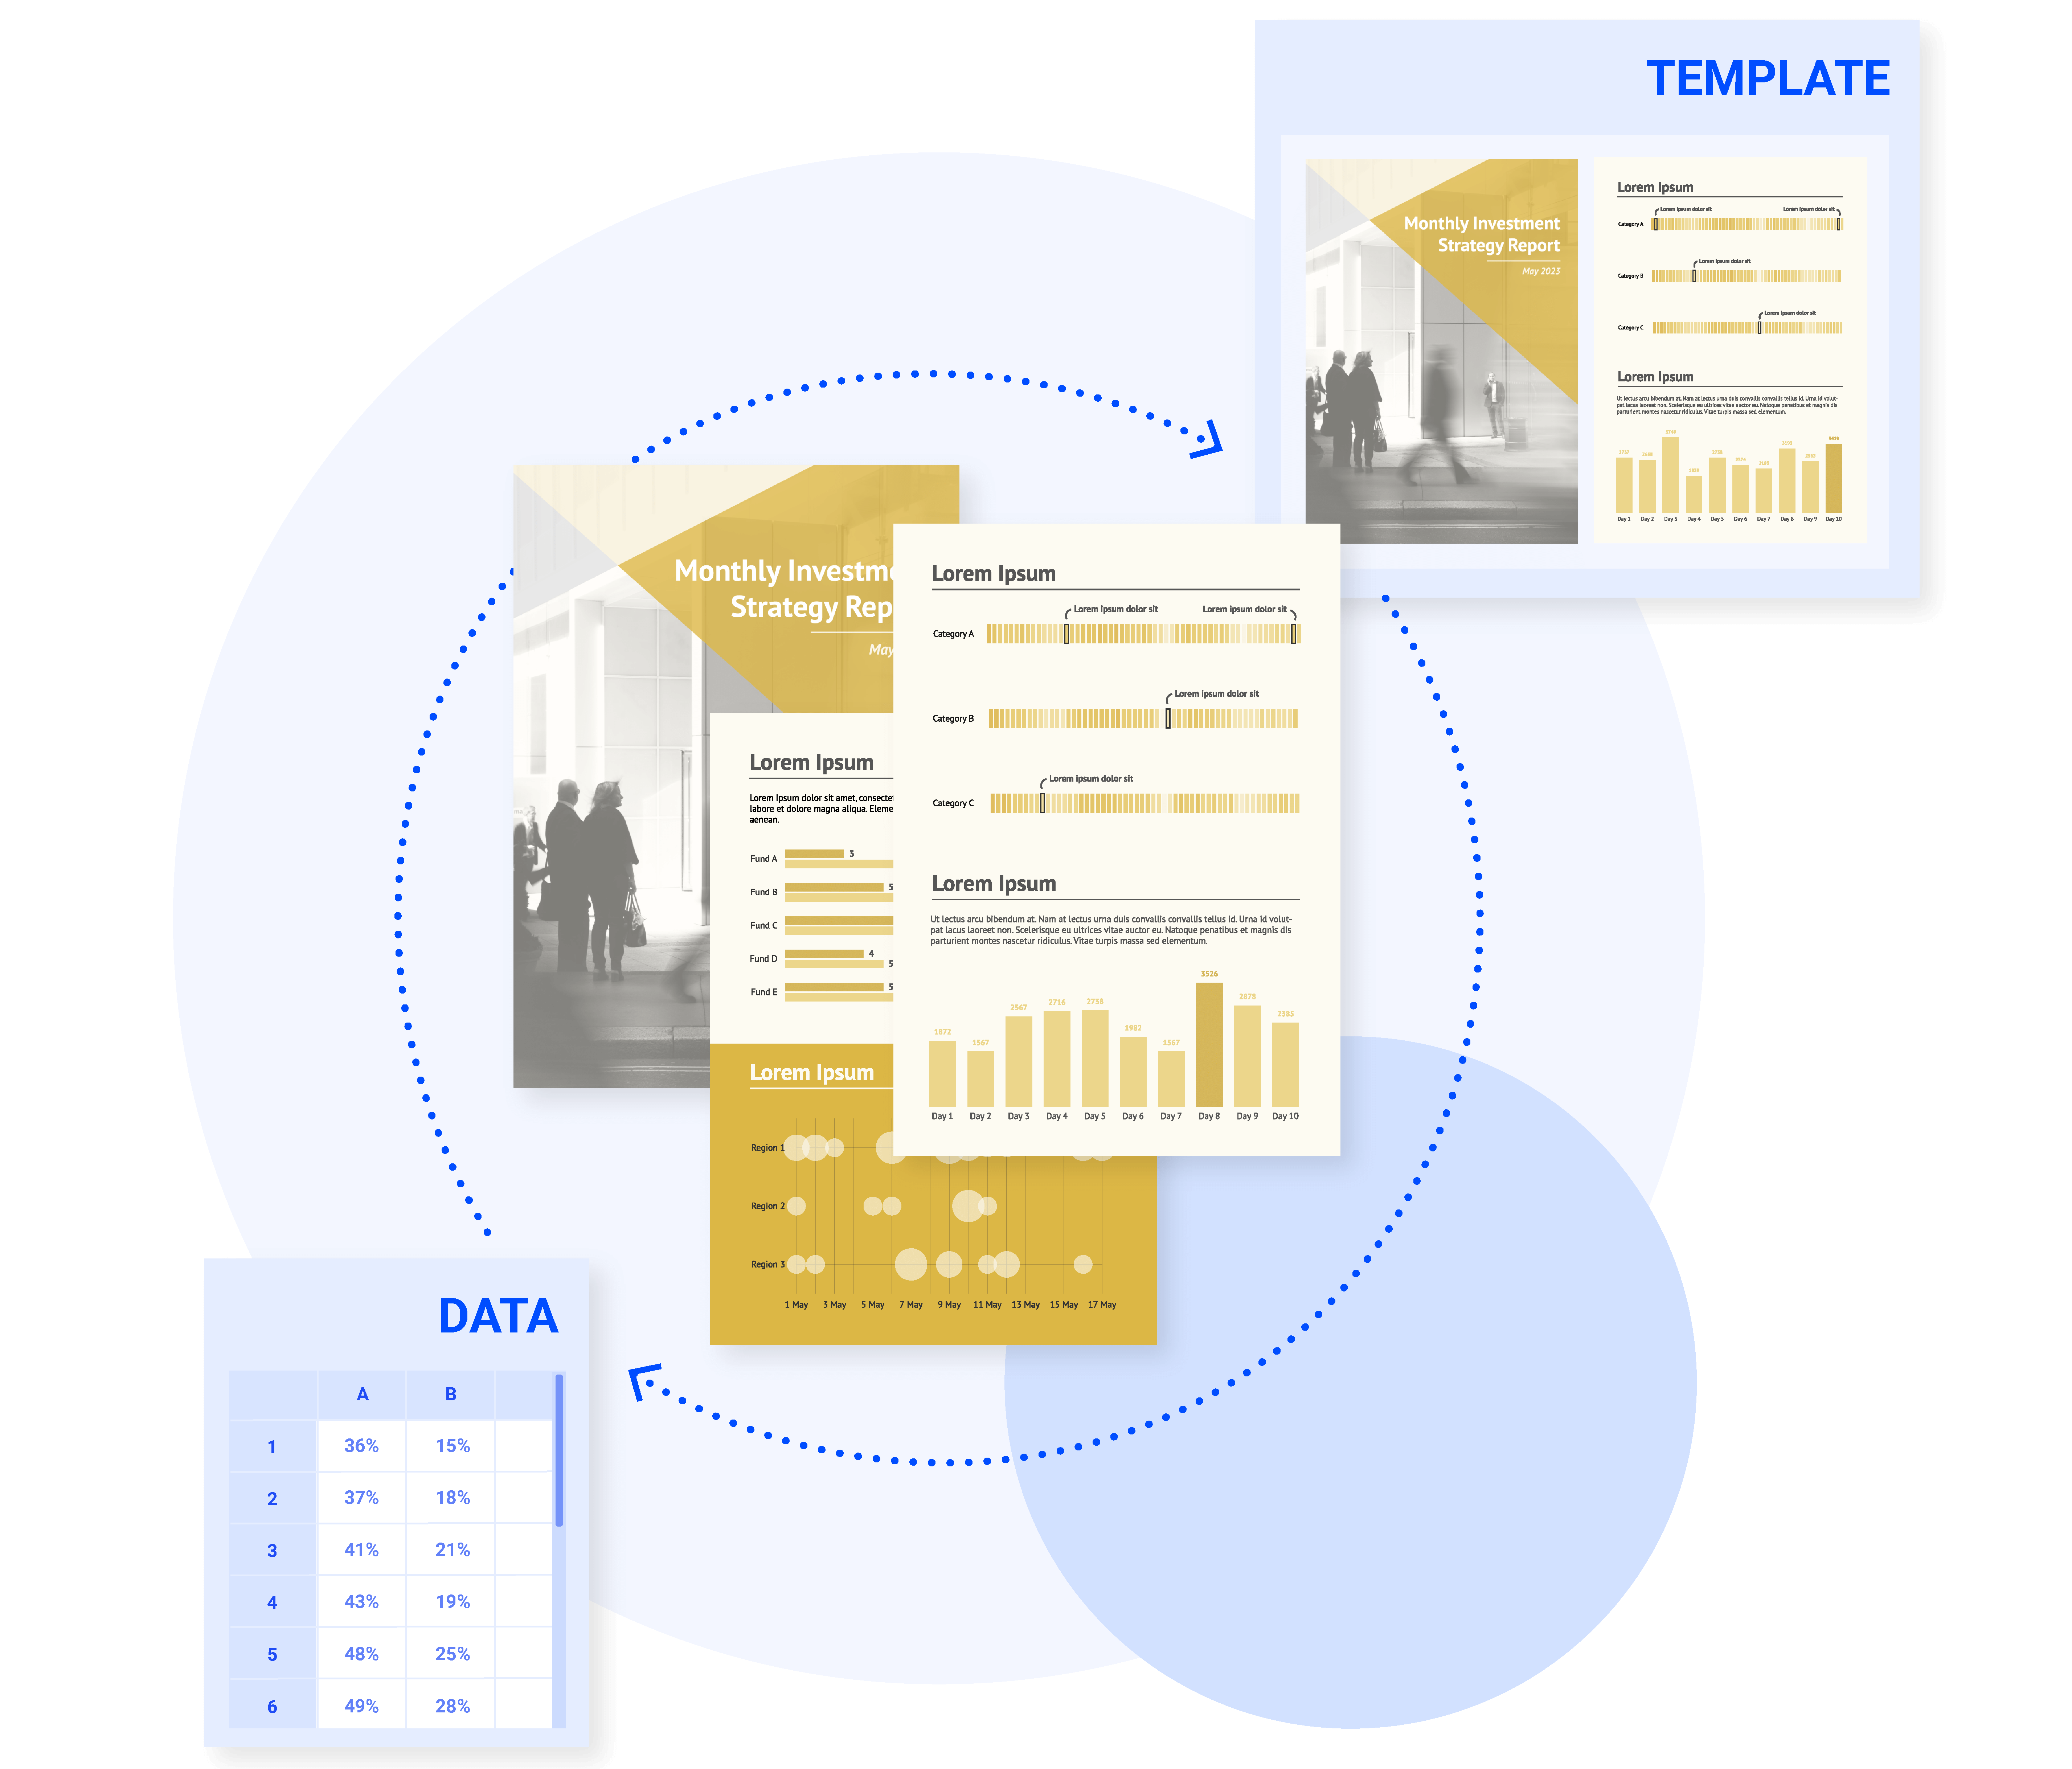 TEMPLATE
Monthly Investment
Strategy Report
May 2023
Lorem Ipsum
Lorem ipsum dolor sit
Lorem ipsum dolor sit
Category A
Lorem ipsum dolor sit
Category B
Lorem ipsum dolor sit
Category C
Lorem Ipsum
Ut lectus arcu bibendum at. Nam at lectus urna duis convallis convallis tellus id. Urna id volut-
pat lacus laoreet non. Scelerisque eu ultrices vitae auctor eu. Natoque penatibus et magnis dis
parturient montes nascetur ridiculus. Vitae turpis massa sed elementum.
Day 1 Day 2 Day 3 Day 4 Day 5 Day 6 Day 7 Day 8 Day 9 Day 10
Monthly Investme
Strategy Rep
May
Lorem Ipsum
Lorem ipsum dolor sit amet, consectet
labore et dolore magna aliqua. Eleme
aenean.
Fund A 3
Fund B 5
Fund C
Fund D 4
5
Fund E 5
Lorem Ipsum
Region 1
Region 2
Region 3
1 May 3 May 5 May 7 May 9 May 11 May 13 May 15 May 17 May
Lorem Ipsum
Lorem ipsum dolor sit
Lorem ipsum dolor sit
Category A
Lorem ipsum dolor sit
Category B
Lorem ipsum dolor sit
Category C
Lorem Ipsum
Ut lectus arcu bibendum at. Nam at lectus urna duis convallis convallis tellus id. Urna id volut-
pat lacus laoreet non. Scelerisque eu ultrices vitae auctor eu. Natoque penatibus et magnis dis
parturient montes nascetur ridiculus. Vitae turpis massa sed elementum.
1872 1567 2567 2716 2738 1982 1567 3526 2878 2385
Day 1 Day 2 Day 3 Day 4 Day 5 Day 6 Day 7 Day 8 Day 9 Day 10
DATA
A B
1 36% 15%
2 37% 18%
3 41% 21%
4 43% 19%
5 48% 25%
6 49% 28%